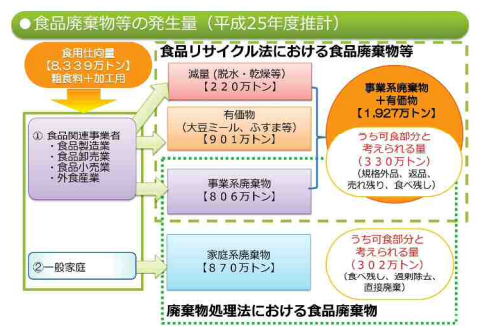 ●食品廃棄物等の発生量（平成25年度推計）
食用仕向量
【8,339万トン】
粗食料＋加工用
食品リサイクル法における食品廃棄物等
減量 (脱水・乾燥等)
【２２０万トン】
有価物
（大豆ミール、ふすま等）
【９０１万トン】
事業系廃棄物
＋有価物
【1,927万トン】
うち可食部分と
考えられる量
（３３０万トン）
(規格外品、返品、
売れ残り、食べ残し)
① 食品関連事業者
・食品製造業
・食品卸売業
・食品小売業
・外食産業
事業系廃棄物
【８０６万トン】
②一般家庭
家庭系廃棄物
【８７０万トン】
うち可食部分と
考えられる量
（３０２万トン）
(食べ残し、過剰除去、
直接廃棄)
廃棄物処理法における食品廃棄物